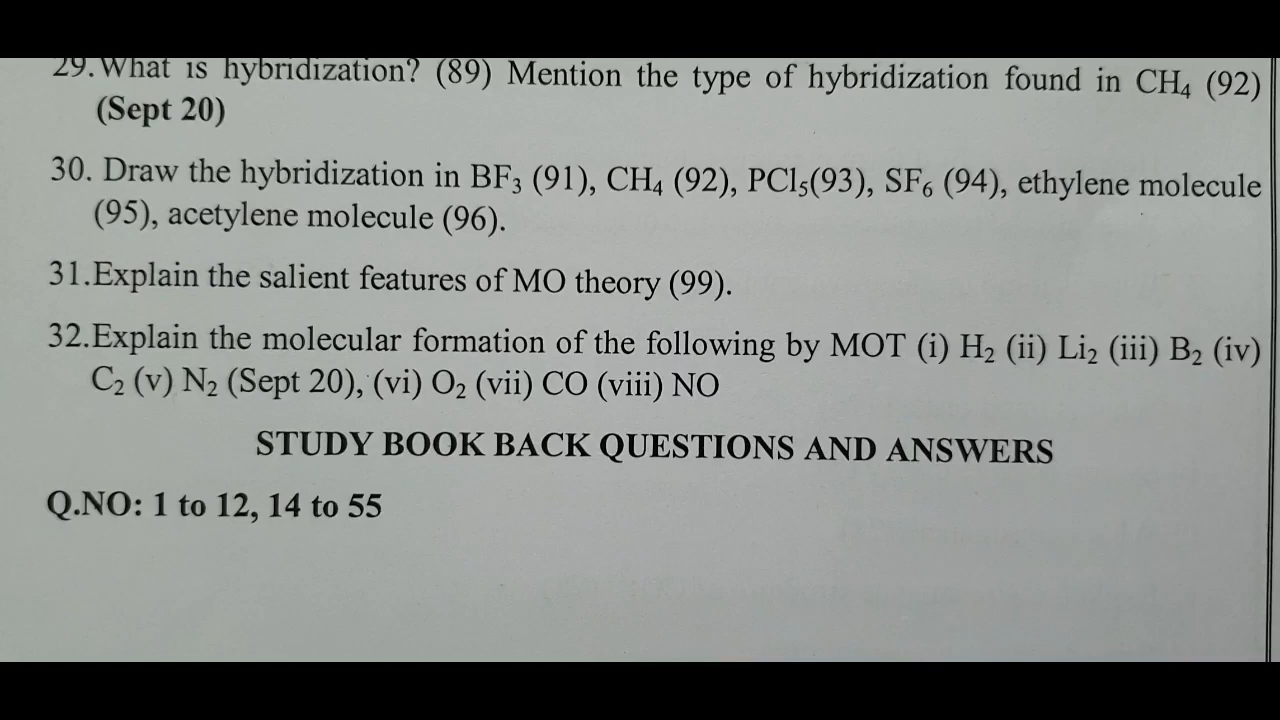 29. What is hybridization? (89) Mention the type of hybridization found in CH₄ (92)
(Sept 20)
30. Draw the hybridization in BF₃ (91), CH₄ (92), PCl₅(93), SF₆ (94), ethylene molecule
(95), acetylene molecule (96).
31.Explain the salient features of MO theory (99).
32.Explain the molecular formation of the following by MOT (i) H₂ (ii) Li₂ (iii) B₂ (iv)
C₂ (v) N₂ (Sept 20), (vi) O₂ (vii) CO (viii) NO
STUDY BOOK BACK QUESTIONS AND ANSWERS
Q.NO: 1 to 12, 14 to 55